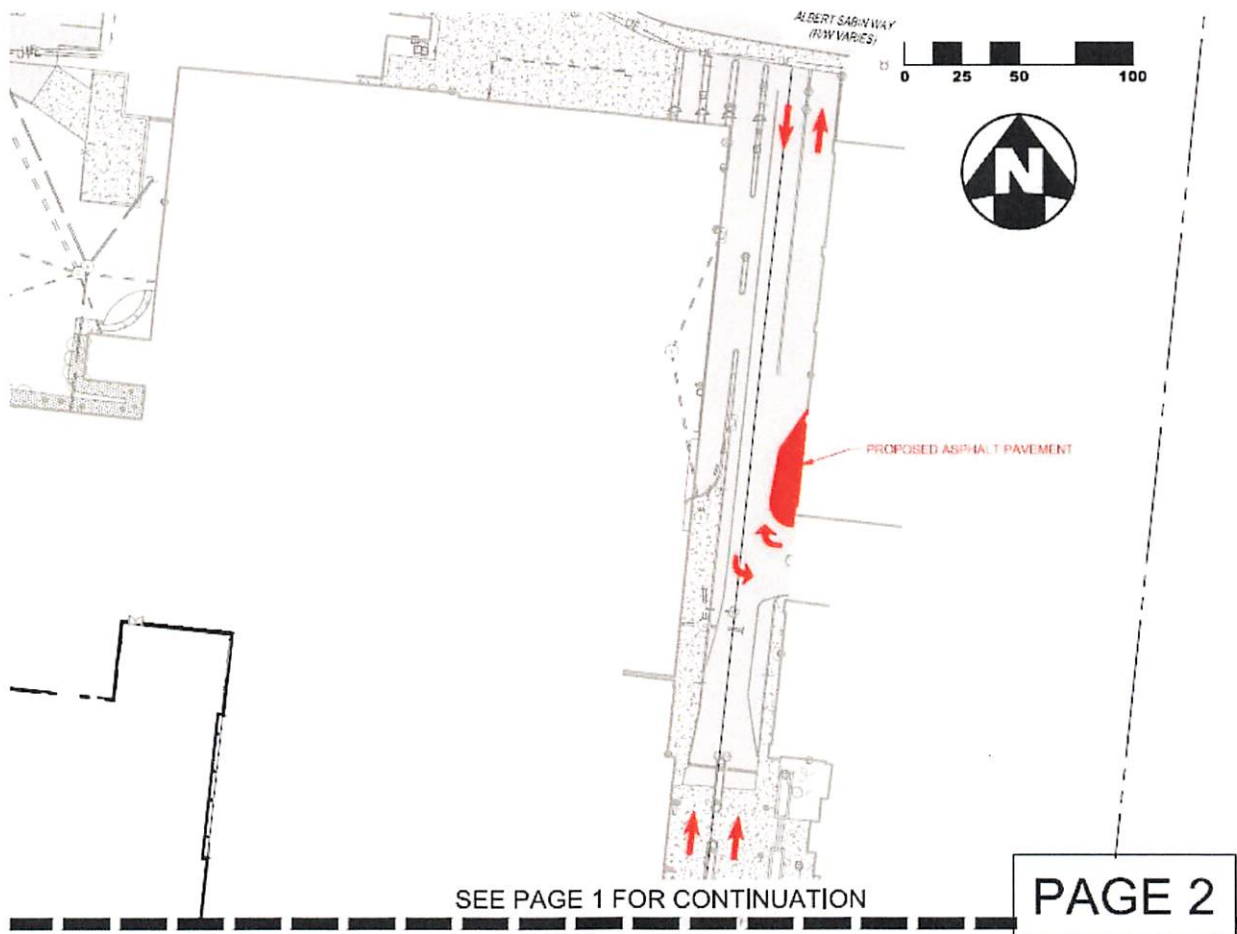 ALBERT SABIN WAY
(R/W VARIES)
0 25 50 100
N
PROPOSED ASPHALT PAVEMENT
SEE PAGE 1 FOR CONTINUATION
PAGE 2